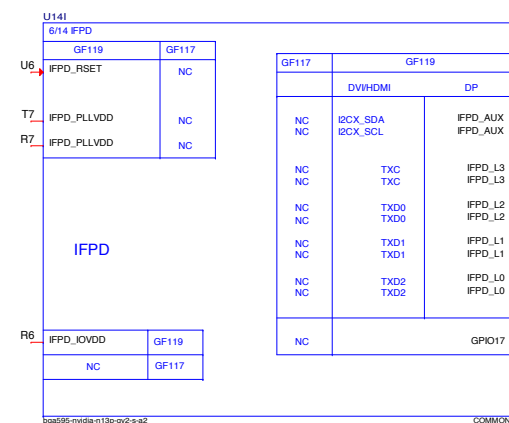 U14I
6/14 IFPD
GF119 GF117
U6 IFPD_RSET NC
T7 IFPD_PLLVDD NC
R7 IFPD_PLLVDD NC
GF117 GF119
DVI/HDMI DP
NC I2CX_SDA IFPD_AUX
NC I2CX_SCL IFPD_AUX
NC TXC IFPD_L3
NC TXC IFPD_L3
NC TXD0 IFPD_L2
NC TXD0 IFPD_L2
NC TXD1 IFPD_L1
NC TXD1 IFPD_L1
NC TXD2 IFPD_L0
NC TXD2 IFPD_L0
IFPD
R6 IFPD_IOVDD GF119
NC GF117
NC GPIO17
bga595-nvidia-n13p-gv2-s-a2 COMMON